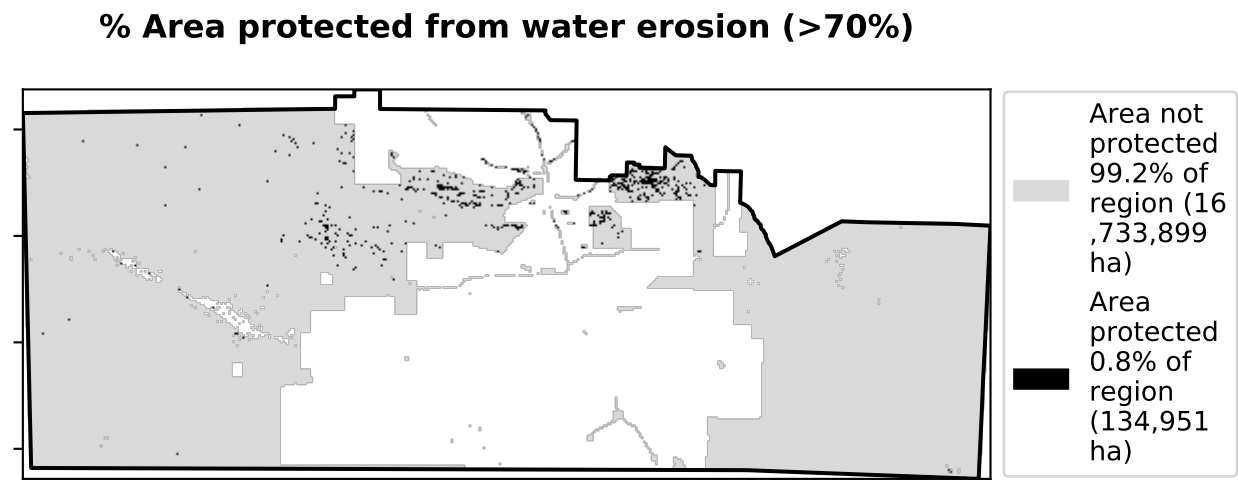 % Area protected from water erosion (>70%)
Area not
protected
99.2% of
region (16
,733,899
ha)
Area
protected
0.8% of
region
(134,951
ha)